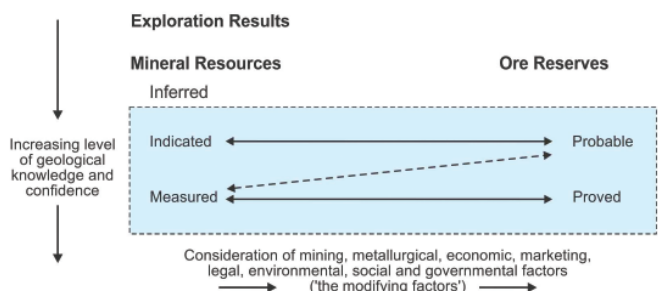 Exploration Results
Mineral Resources
Ore Reserves
Inferred
Indicated
Probable
Increasing level
of geological
knowledge and
confidence
Measured
Proved
Consideration of mining, metallurgical, economic, marketing,
legal, environmental, social and governmental factors
('the modifying factors')